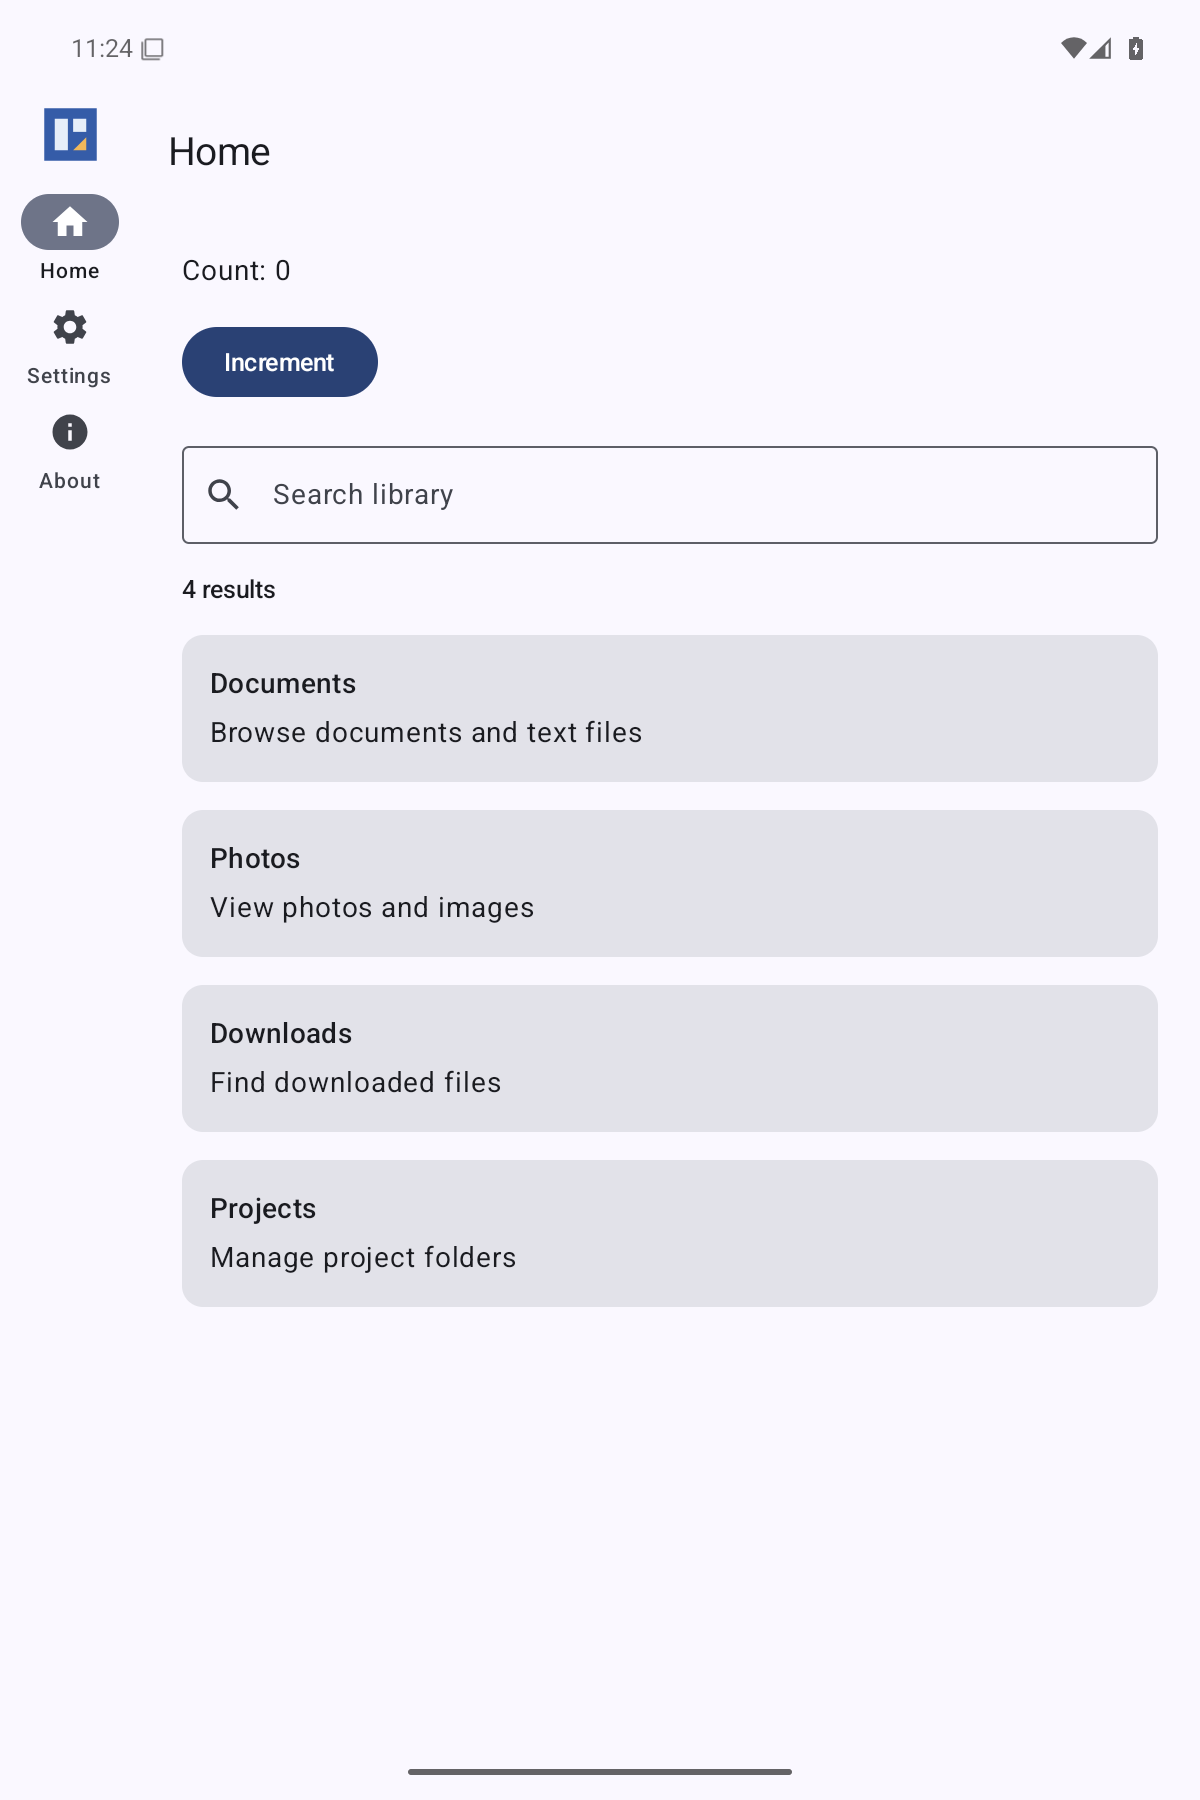 11:24
Home
Home
Settings
About
Count: 0
Increment
Search library
4 results
Documents
Browse documents and text files
Photos
View photos and images
Downloads
Find downloaded files
Projects
Manage project folders